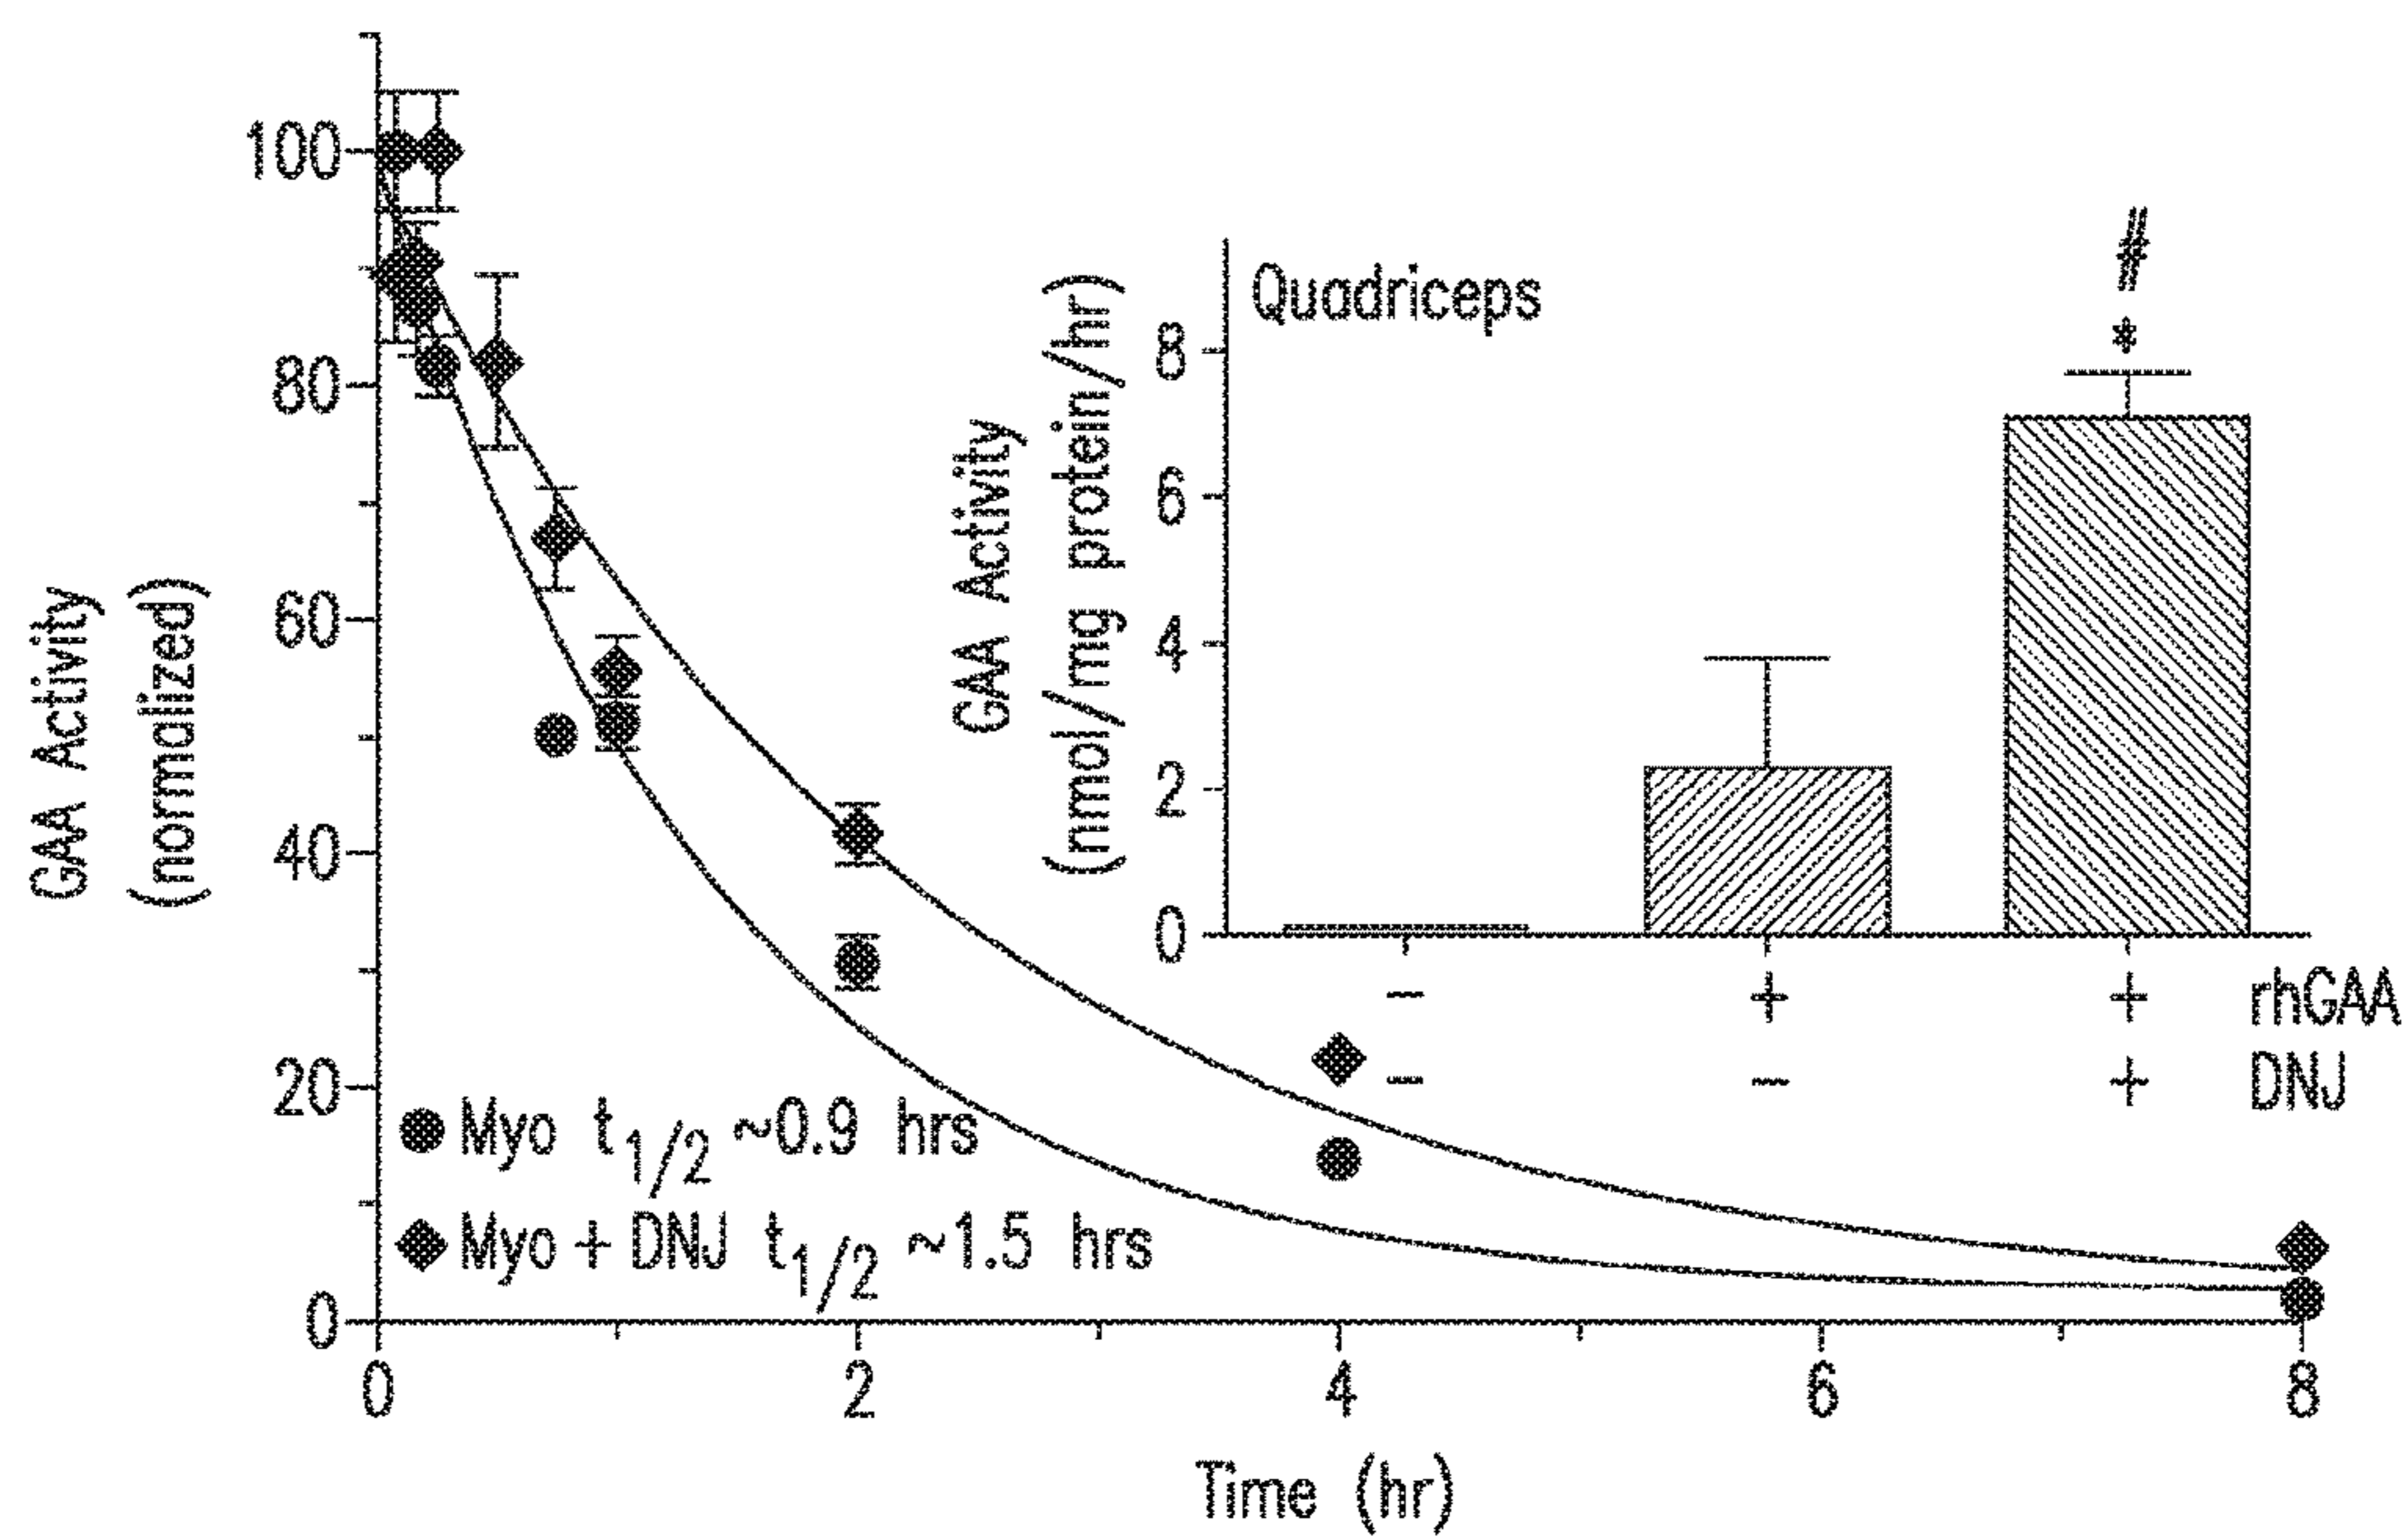 GAA Activity
(normalized)
100
80
60
40
20
0
0 2 4 6 8
Time (hr)
Myo t1/2 ~0.9 hrs
Myo + DNJ t1/2 ~1.5 hrs
GAA Activity
(nmol/mg protein/hr)
Quadriceps
8
6
4
2
0
#
*
- + + rhGAA
- - + DNJ